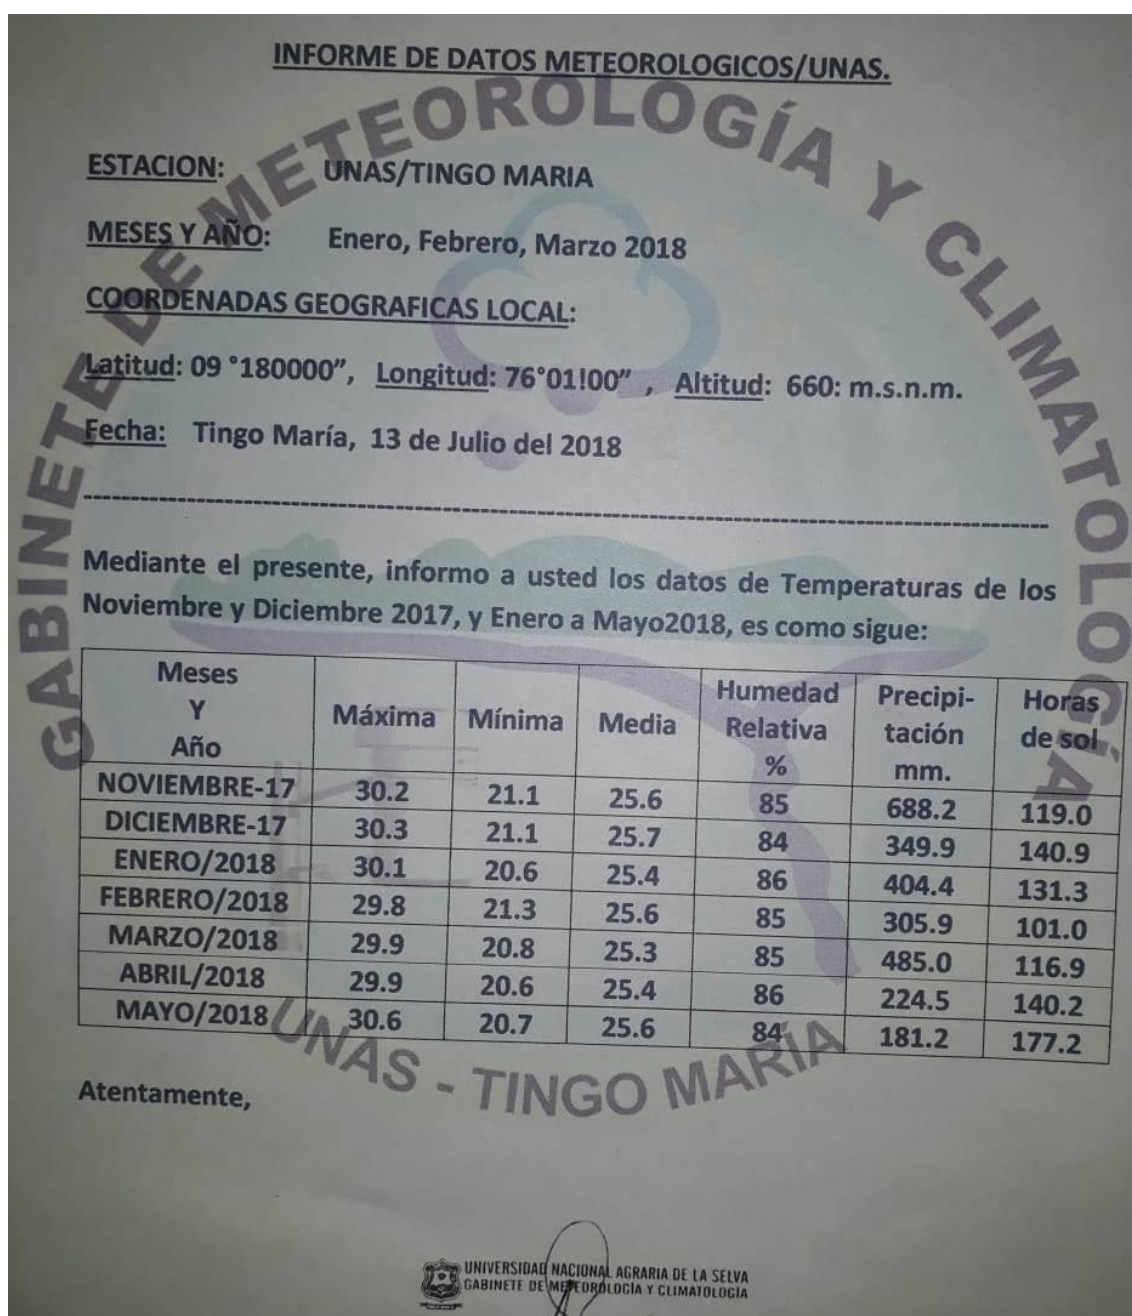 INFORME DE DATOS METEOROLOGICOS/UNAS.
GABINETE DE METEOROLOGÍA Y CLIMATOLOGÍA
ESTACION: UNAS/TINGO MARIA
MESES Y AÑO: Enero, Febrero, Marzo 2018
COORDENADAS GEOGRAFICAS LOCAL:
Latitud: 09 °180000”, Longitud: 76°01!00” , Altitud: 660: m.s.n.m.
Fecha: Tingo María, 13 de Julio del 2018
Mediante el presente, informo a usted los datos de Temperaturas de los
Noviembre y Diciembre 2017, y Enero a Mayo2018, es como sigue:
Meses Y Año Máxima Mínima Media Humedad Relativa % Precipi-tación mm. Horas de sol
NOVIEMBRE-17 30.2 21.1 25.6 85 688.2 119.0
DICIEMBRE-17 30.3 21.1 25.7 84 349.9 140.9
ENERO/2018 30.1 20.6 25.4 86 404.4 131.3
FEBRERO/2018 29.8 21.3 25.6 85 305.9 101.0
MARZO/2018 29.9 20.8 25.3 85 485.0 116.9
ABRIL/2018 29.9 20.6 25.4 86 224.5 140.2
MAYO/2018 30.6 20.7 25.6 84 181.2 177.2
UNAS - TINGO MARÍA
Atentamente,
UNIVERSIDAD NACIONAL AGRARIA DE LA SELVA
GABINETE DE METEOROLOGÍA Y CLIMATOLOGÍA